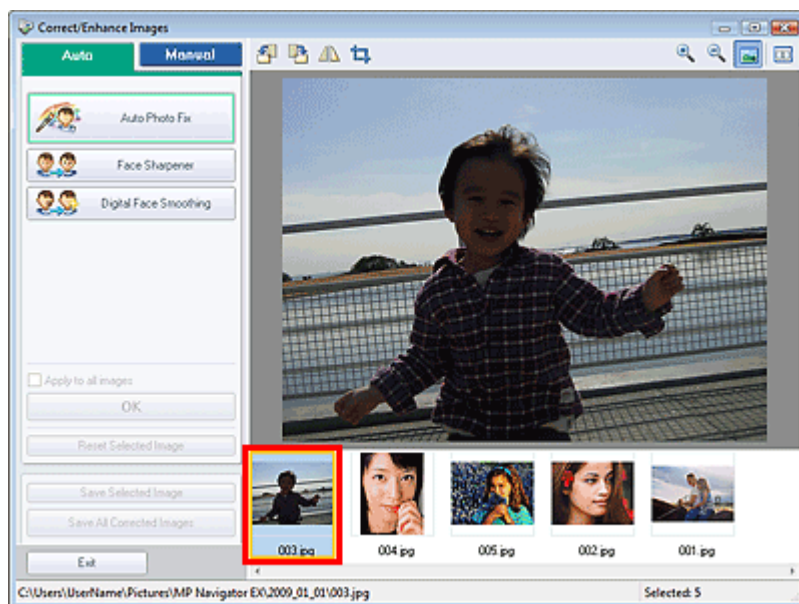 Correct/Enhance Images
Auto
Manual
Auto Photo Fix
Face Sharpener
Digital Face Smoothing
Apply to all images
OK
Reset Selected Image
Save Selected Image
Save All Corrected Images
Exit
003.jpg
004.jpg
005.jpg
002.jpg
001.jpg
C:\Users\UserName\Pictures\MP Navigator EX\2009_01_01\003.jpg
Selected: 5